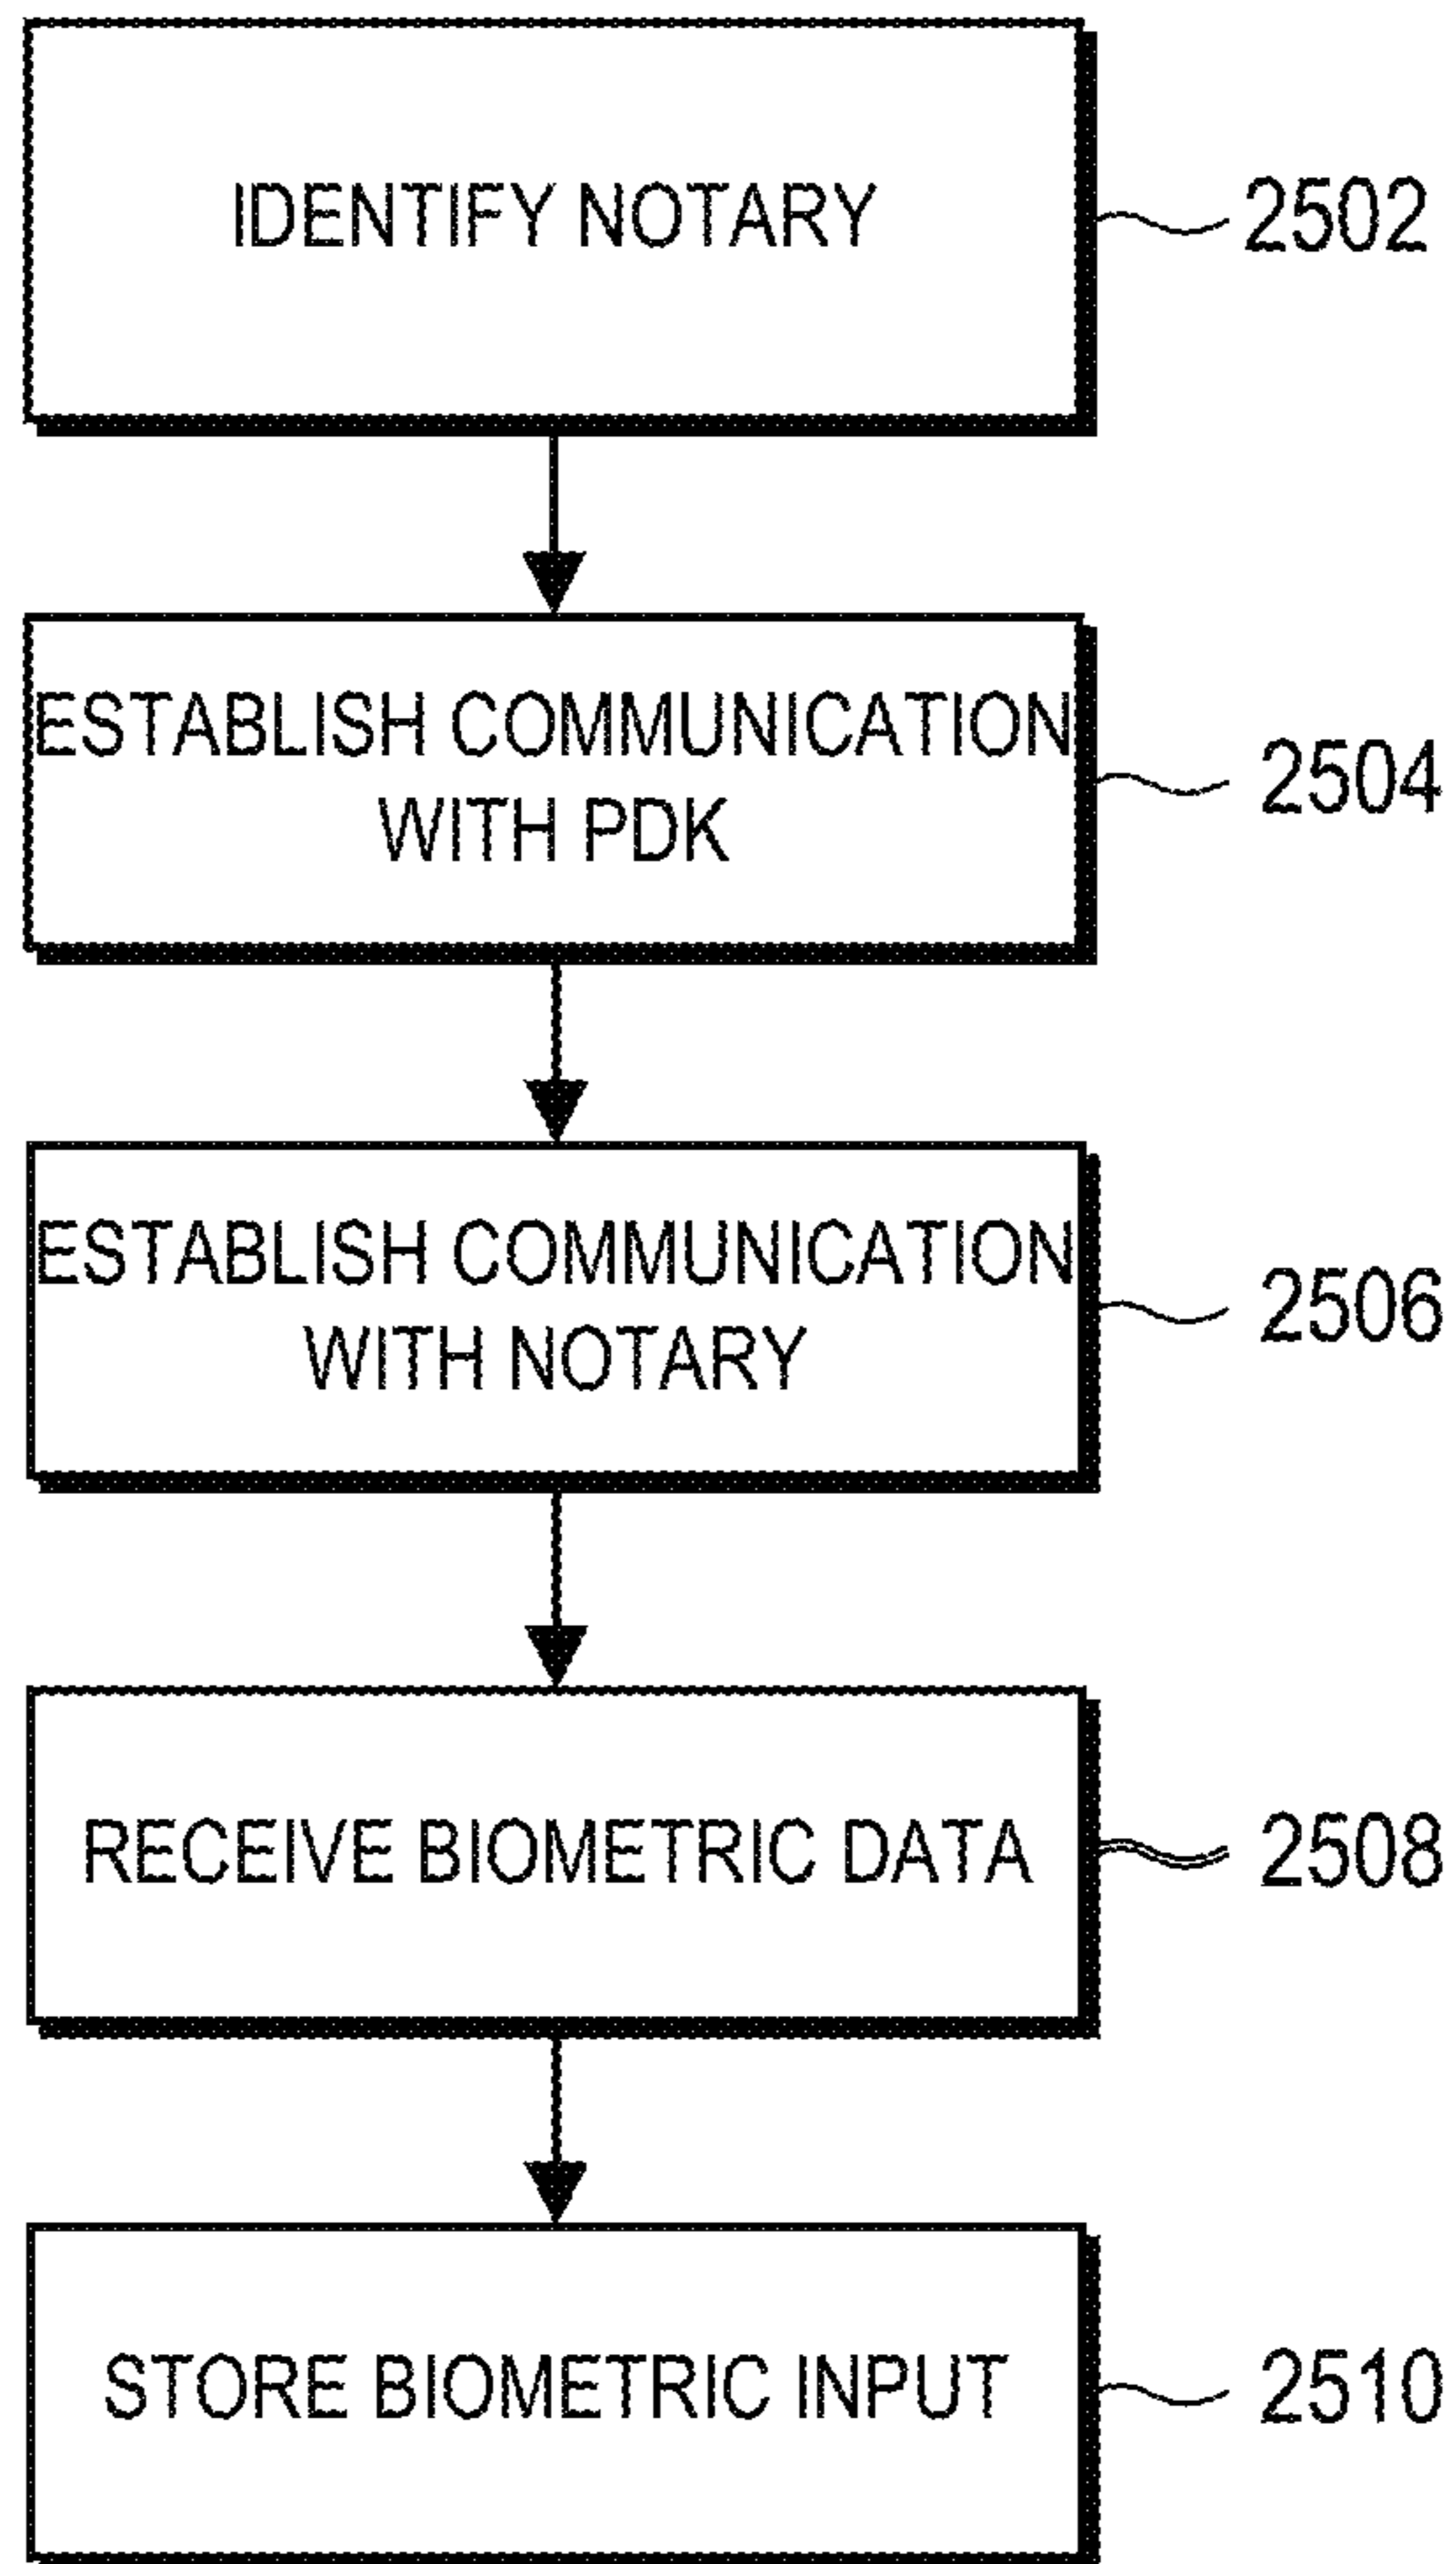 IDENTIFY NOTARY
2502
ESTABLISH COMMUNICATION
WITH PDK
2504
ESTABLISH COMMUNICATION
WITH NOTARY
2506
RECEIVE BIOMETRIC DATA
2508
STORE BIOMETRIC INPUT
2510